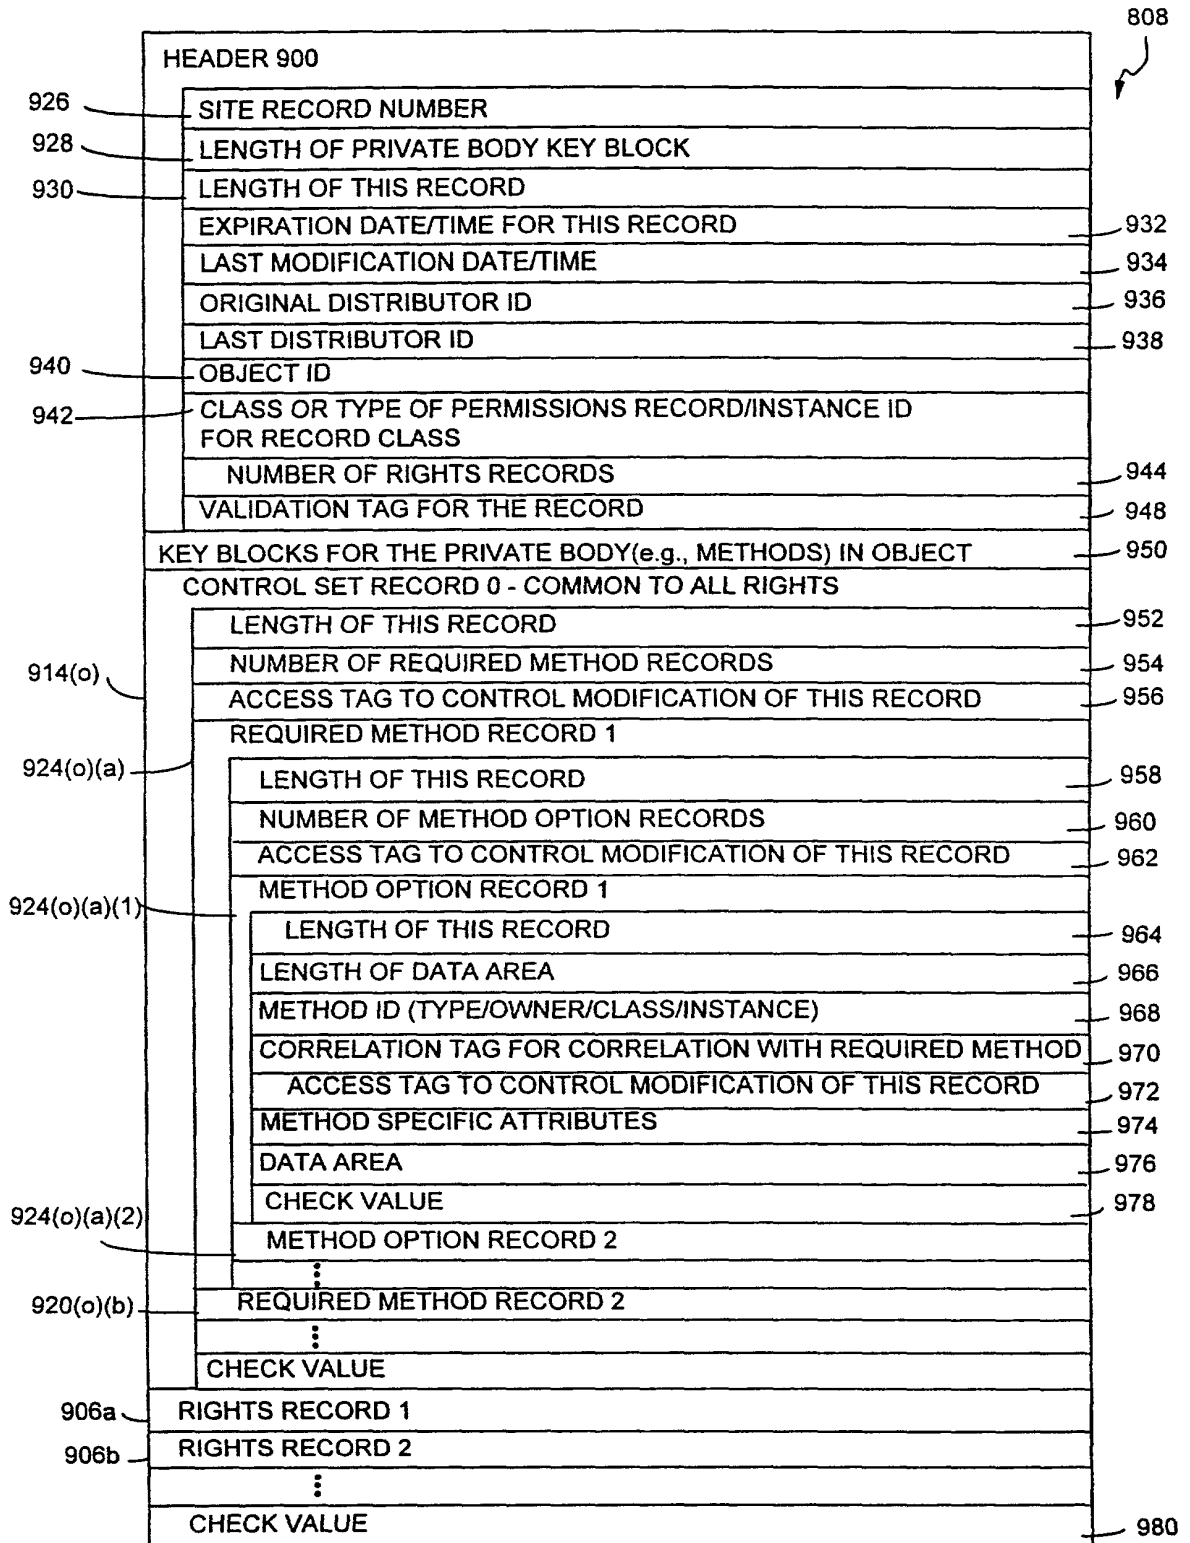 808
HEADER 900
926 SITE RECORD NUMBER
928 LENGTH OF PRIVATE BODY KEY BLOCK
930 LENGTH OF THIS RECORD
EXPIRATION DATE/TIME FOR THIS RECORD 932
LAST MODIFICATION DATE/TIME 934
ORIGINAL DISTRIBUTOR ID 936
LAST DISTRIBUTOR ID 938
940 OBJECT ID
942 CLASS OR TYPE OF PERMISSIONS RECORD/INSTANCE ID
FOR RECORD CLASS
NUMBER OF RIGHTS RECORDS 944
VALIDATION TAG FOR THE RECORD 948
KEY BLOCKS FOR THE PRIVATE BODY(e.g., METHODS) IN OBJECT 950
CONTROL SET RECORD 0 - COMMON TO ALL RIGHTS
LENGTH OF THIS RECORD 952
914(o) NUMBER OF REQUIRED METHOD RECORDS 954
ACCESS TAG TO CONTROL MODIFICATION OF THIS RECORD 956
REQUIRED METHOD RECORD 1
924(o)(a) LENGTH OF THIS RECORD 958
NUMBER OF METHOD OPTION RECORDS 960
ACCESS TAG TO CONTROL MODIFICATION OF THIS RECORD 962
METHOD OPTION RECORD 1
924(o)(a)(1) LENGTH OF THIS RECORD 964
LENGTH OF DATA AREA 966
METHOD ID (TYPE/OWNER/CLASS/INSTANCE) 968
CORRELATION TAG FOR CORRELATION WITH REQUIRED METHOD 970
ACCESS TAG TO CONTROL MODIFICATION OF THIS RECORD 972
METHOD SPECIFIC ATTRIBUTES 974
DATA AREA 976
CHECK VALUE 978
924(o)(a)(2) METHOD OPTION RECORD 2
920(o)(b) REQUIRED METHOD RECORD 2
CHECK VALUE
906a RIGHTS RECORD 1
906b RIGHTS RECORD 2
CHECK VALUE 980